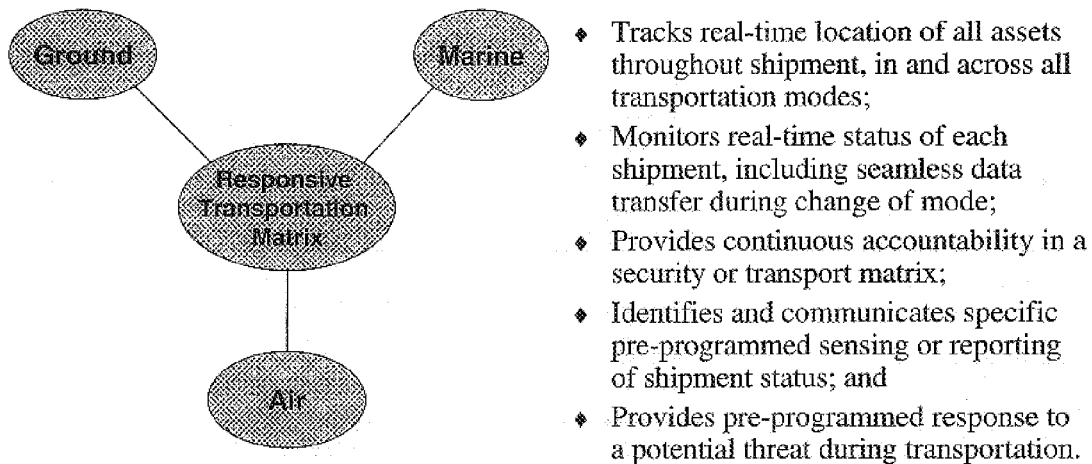 Ground
Marine
Responsive
Transportation
Matrix
Air
◆ Tracks real-time location of all assets
throughout shipment, in and across all
transportation modes;
◆ Monitors real-time status of each
shipment, including seamless data
transfer during change of mode;
◆ Provides continuous accountability in a
security or transport matrix;
◆ Identifies and communicates specific
pre-programmed sensing or reporting
of shipment status; and
◆ Provides pre-programmed response to
a potential threat during transportation.